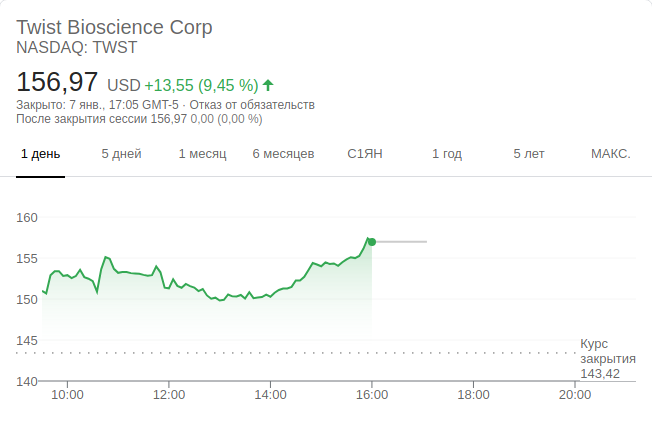 Twist Bioscience Corp
NASDAQ: TWST
156,97 USD +13,55 (9,45 %)
Закрыто: 7 янв., 17:05 GMT-5 · Отказ от обязательств
После закрытия сессии 156,97 0,00 (0,00 %)
1 день 5 дней 1 месяц 6 месяцев С1ЯН 1 год 5 лет МАКС.
160
155
150
145
Курс
закрытия
143,42
140
10:00 12:00 14:00 16:00 18:00 20:00